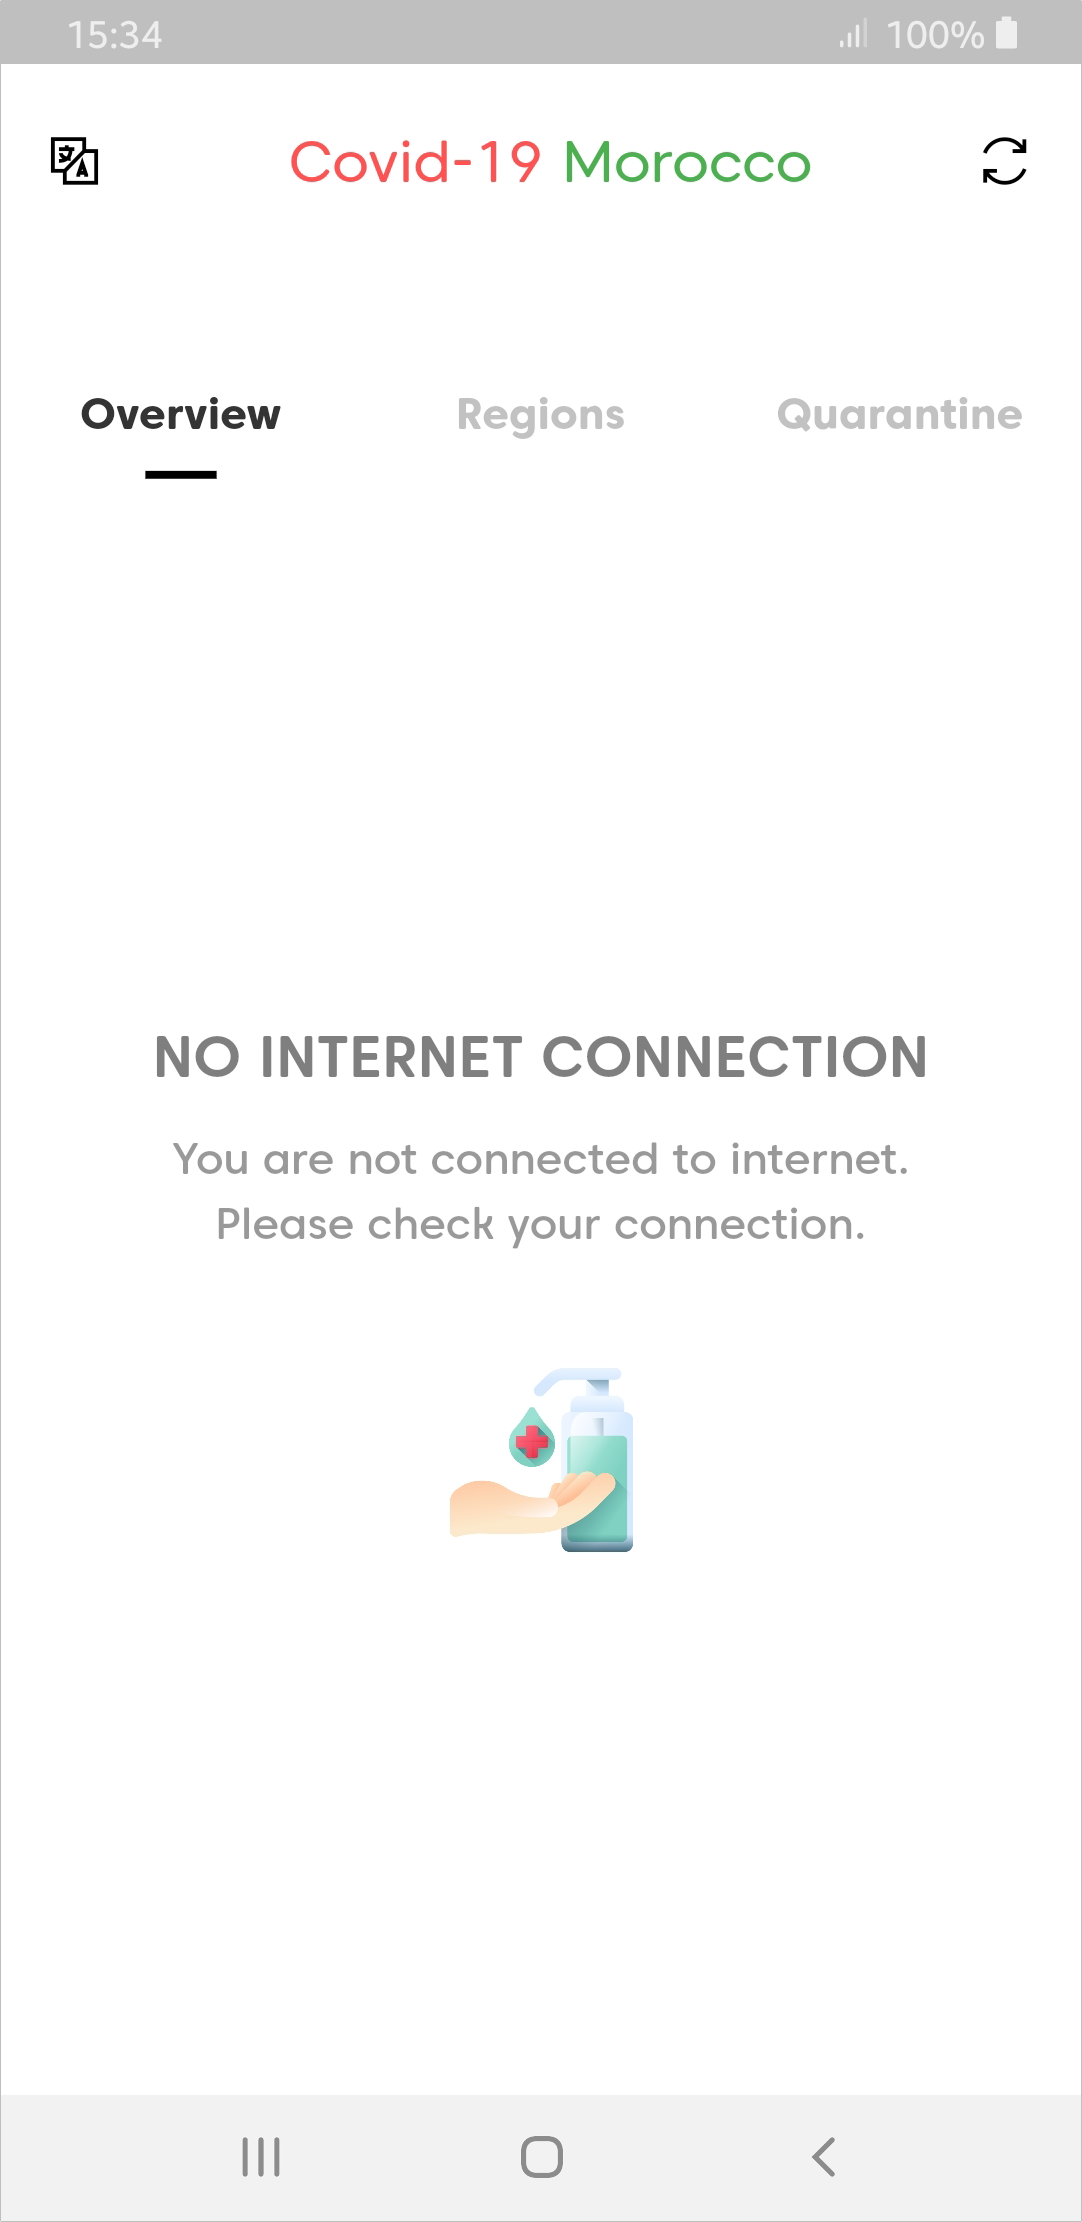 15:34 100%
Covid-19 Morocco
Overview Regions Quarantine
NO INTERNET CONNECTION
You are not connected to internet.
Please check your connection.